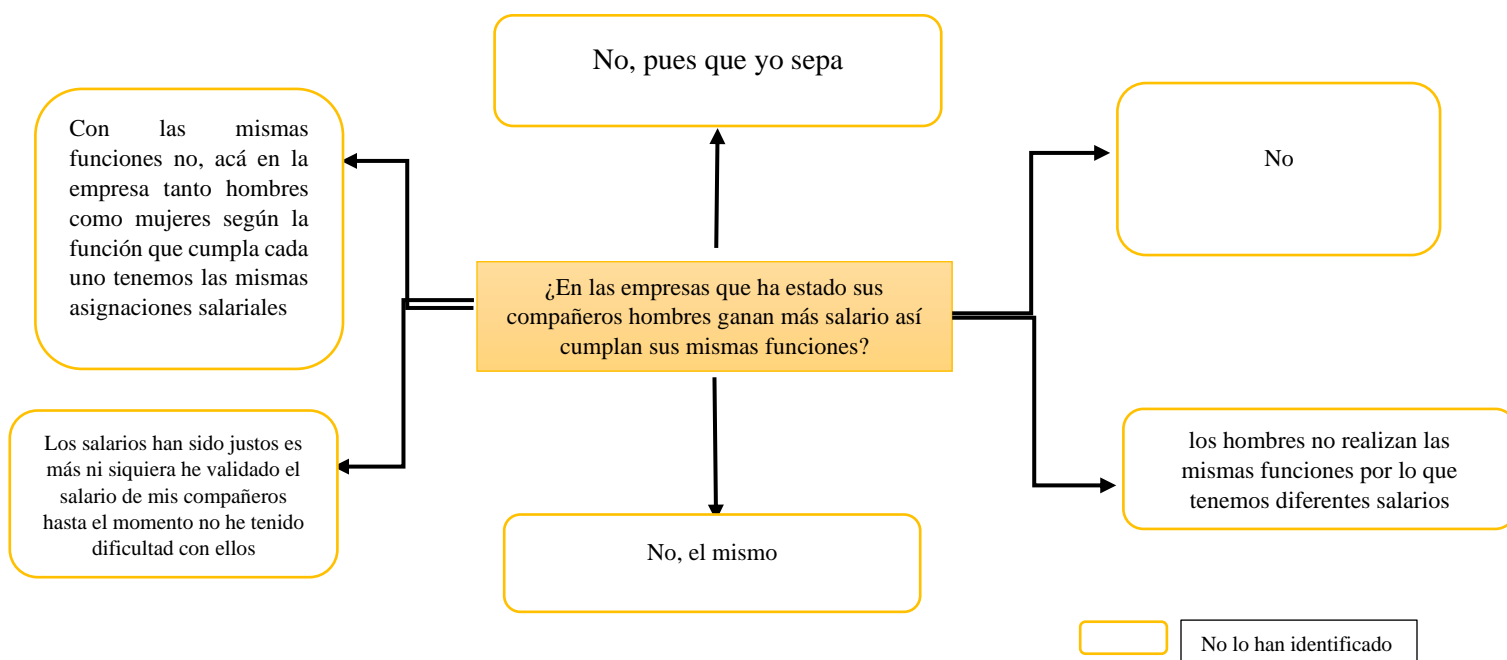 No, pues que yo sepa
Con las mismas
funciones no, acá en la
empresa tanto hombres
como mujeres según la
función que cumpla cada
uno tenemos las mismas
asignaciones salariales
No
¿En las empresas que ha estado sus
compañeros hombres ganan más salario así
cumplan sus mismas funciones?
Los salarios han sido justos es
más ni siquiera he validado el
salario de mis compañeros
hasta el momento no he tenido
dificultad con ellos
los hombres no realizan las
mismas funciones por lo que
tenemos diferentes salarios
No, el mismo
No lo han identificado